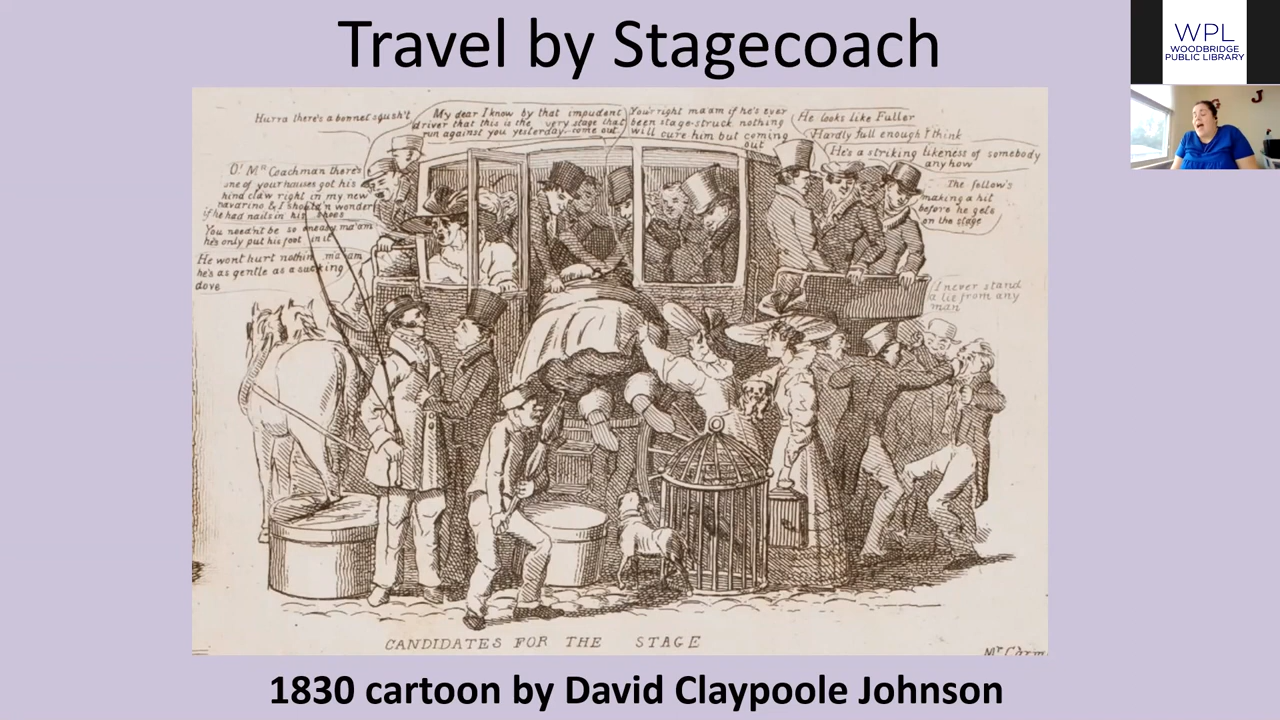 Travel by Stagecoach
WPL
WOODBRIDGE
PUBLIC LIBRARY
J
Hurra there's a bonnet sqush't
My dear I know by that impudent
driver that this is the very stage that
run against you yesterday come out
You'r right ma'am if he's ever
been stage-struck nothing
will cure him but coming
out
He looks like Fuller
Hardly full enough I think
He's a striking likeness of somebody
any how
The fellow's
making a hit
before he gets
on the stage
O! Mr Coachman there's
one of your houses got his
hind claw right in my new
navarino & I shouldn wonder
if he had nails in his shoes
You need'nt be so uneasy ma'am
he's only put his foot in it
He wont hurt nothin ma'am
he's as gentle as a sucking
dove
I never stand
a lie from any
man
CANDIDATES FOR THE STAGE
1830 cartoon by David Claypoole Johnson